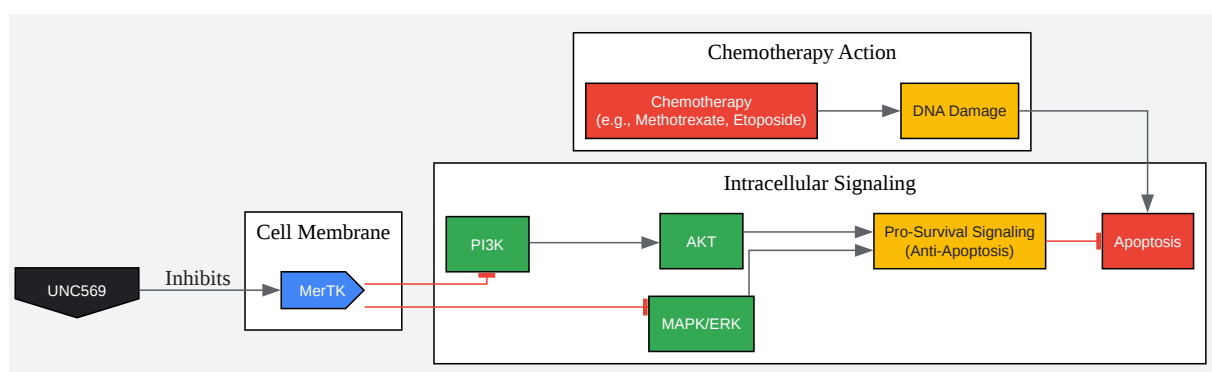 Chemotherapy Action
Chemotherapy
(e.g., Methotrexate, Etoposide)
DNA Damage
Intracellular Signaling
Cell Membrane
PI3K
AKT
Pro-Survival Signaling
(Anti-Apoptosis)
Apoptosis
UNC569
Inhibits
MerTK
MAPK/ERK